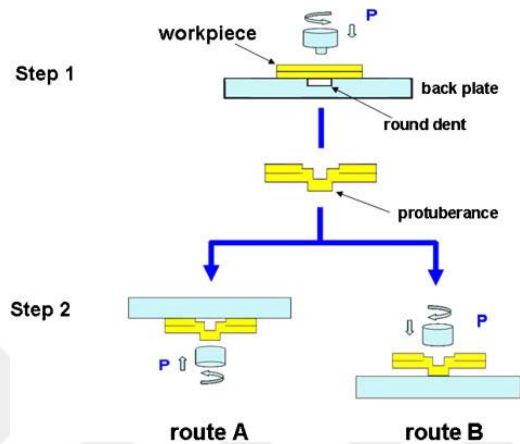 P
workpiece
Step 1
back plate
round dent
protuberance
Step 2
P
P
route A
route B